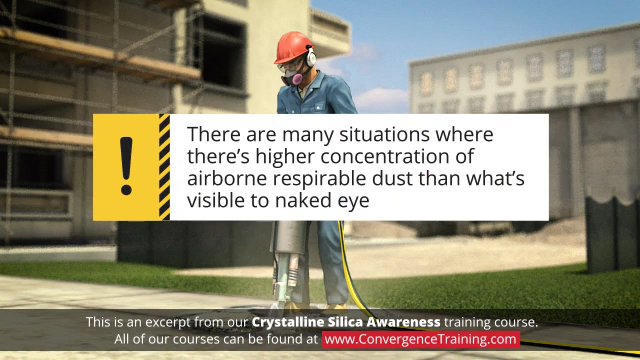 !
There are many situations where
there's higher concentration of
airborne respirable dust than what's
visible to naked eye
This is an excerpt from our Crystalline Silica Awareness training course.
All of our courses can be found at www.ConvergenceTraining.com